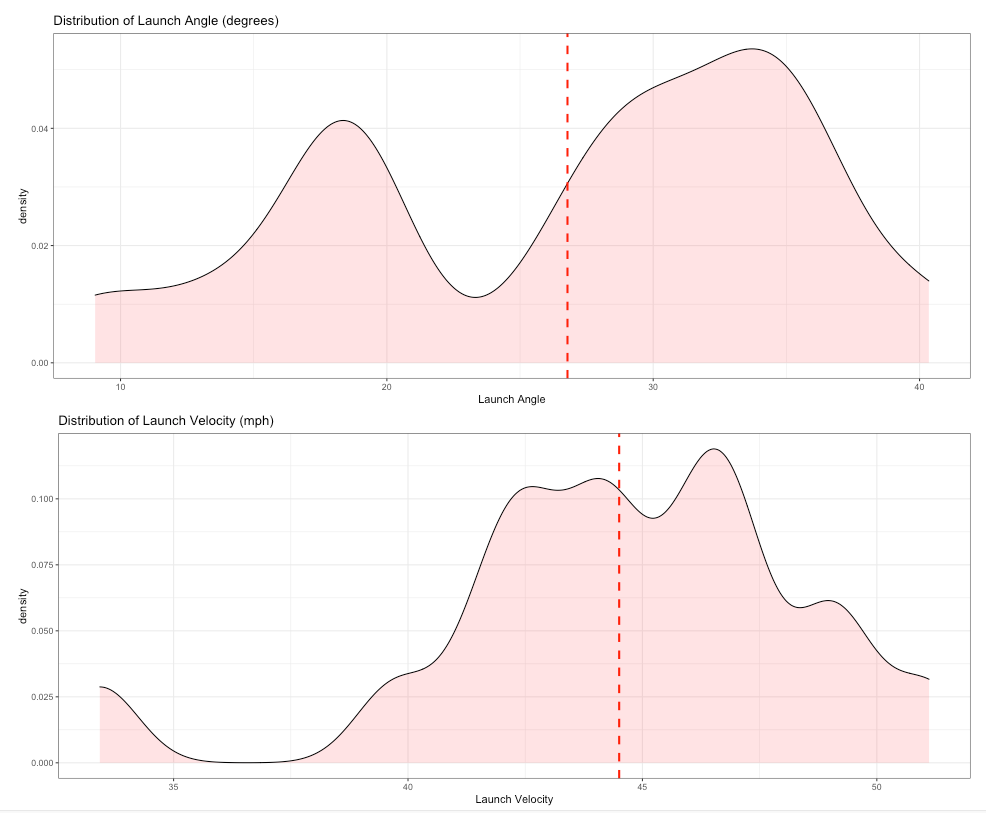 Distribution of Launch Angle (degrees)
density
0.04
0.02
0.00
10 20 30 40
Launch Angle
Distribution of Launch Velocity (mph)
density
0.100
0.075
0.050
0.025
0.000
35 40 45 50
Launch Velocity